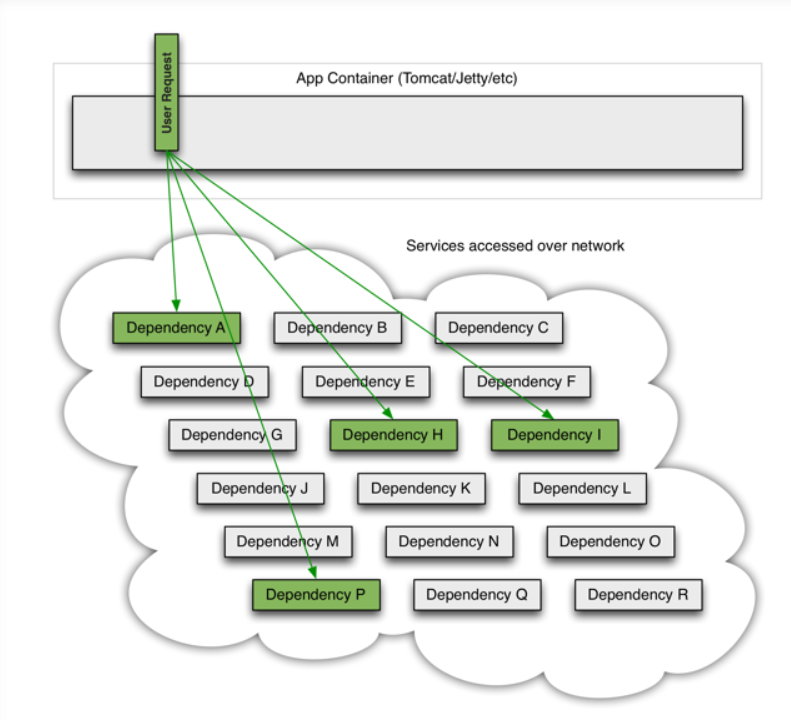 User Request
App Container (Tomcat/Jetty/etc)
Services accessed over network
Dependency A
Dependency B
Dependency C
Dependency D
Dependency E
Dependency F
Dependency G
Dependency H
Dependency I
Dependency J
Dependency K
Dependency L
Dependency M
Dependency N
Dependency O
Dependency P
Dependency Q
Dependency R